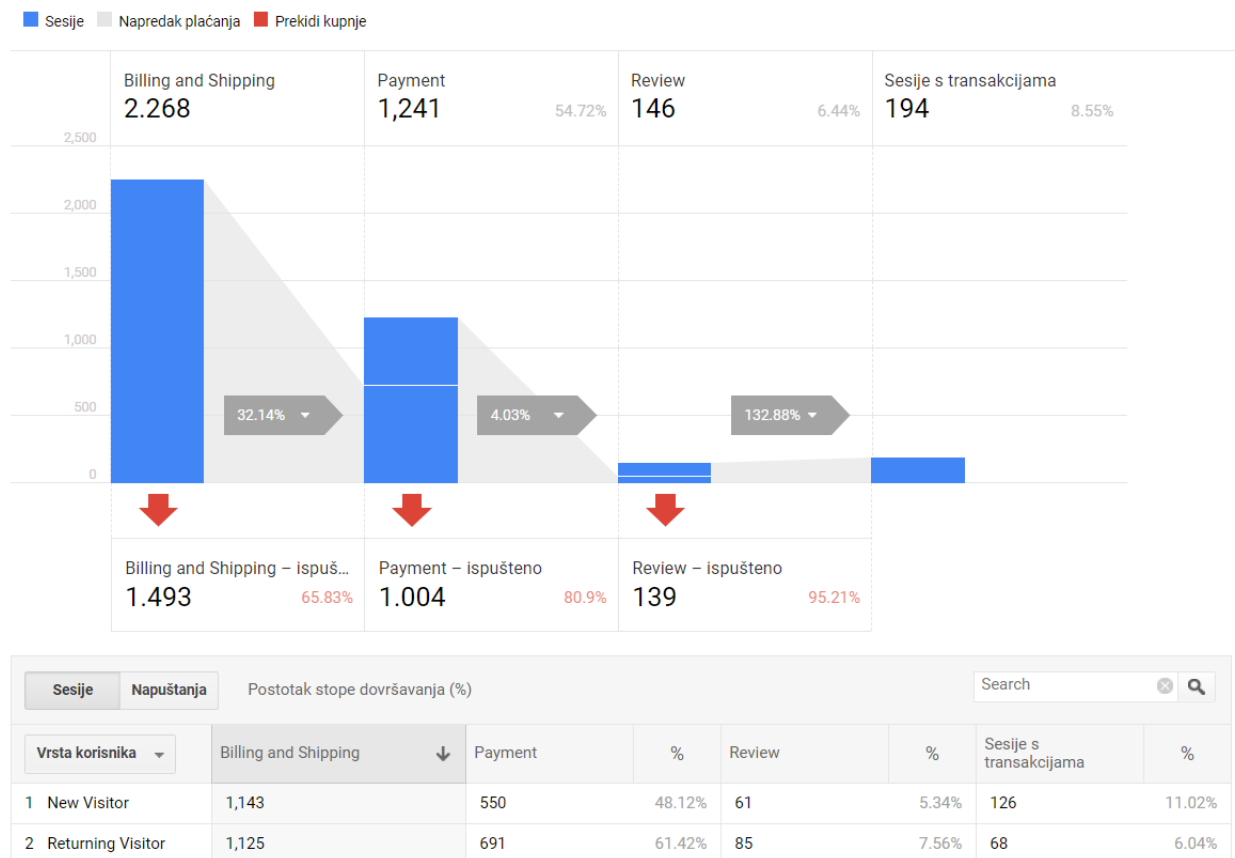 Sesije Napredak plaćanja Prekidi kupnje
Billing and Shipping Payment Review Sesije s transakcijama
2.268 1,241 54.72% 146 6.44% 194 8.55%
2,500
2,000
1,500
1,000
500
32.14% 4.03% 132.88%
0
Billing and Shipping – ispuš... Payment – ispušteno Review – ispušteno
1.493 65.83% 1.004 80.9% 139 95.21%
Sesije Napuštanja Postotak stope dovršavanja (%) Search
Vrsta korisnika Billing and Shipping Payment % Review % Sesije s transakcijama %
1 New Visitor 1,143 550 48.12% 61 5.34% 126 11.02%
2 Returning Visitor 1,125 691 61.42% 85 7.56% 68 6.04%